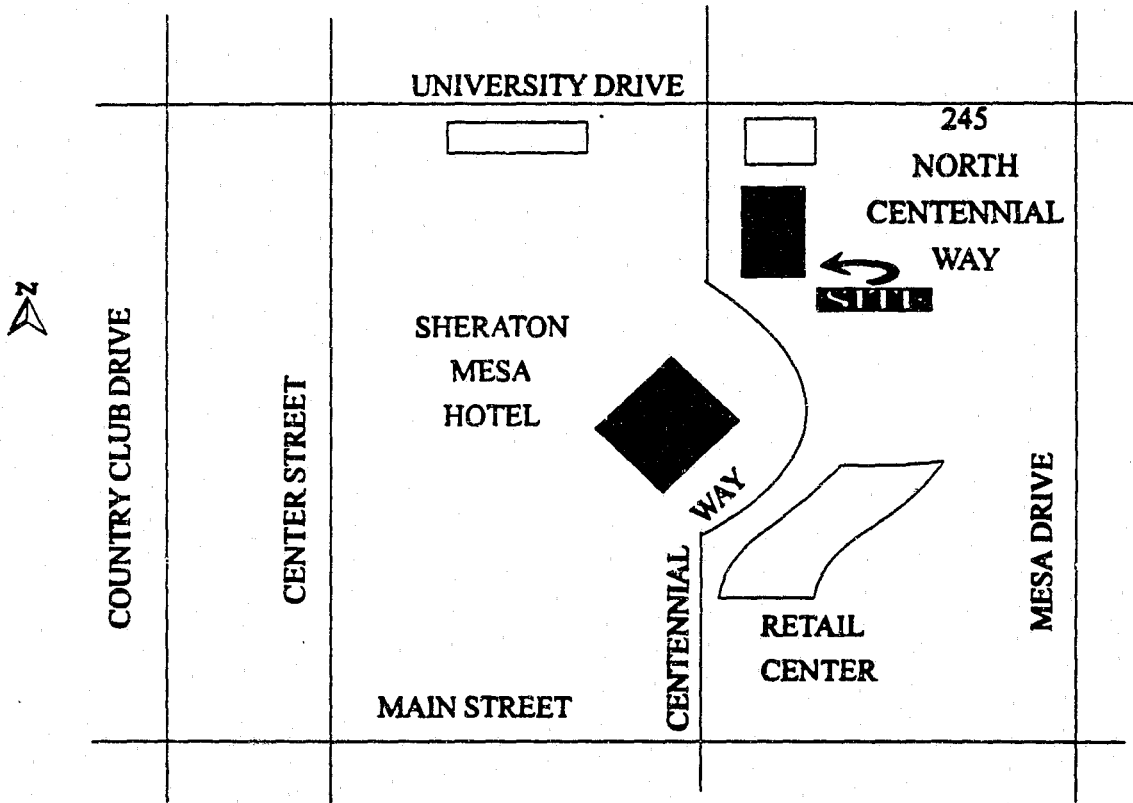 UNIVERSITY DRIVE
245
NORTH
CENTENNIAL
WAY
SITE
N
SHERATON
MESA
HOTEL
COUNTRY CLUB DRIVE
CENTER STREET
WAY
CENTENNIAL
MESA DRIVE
RETAIL
CENTER
MAIN STREET